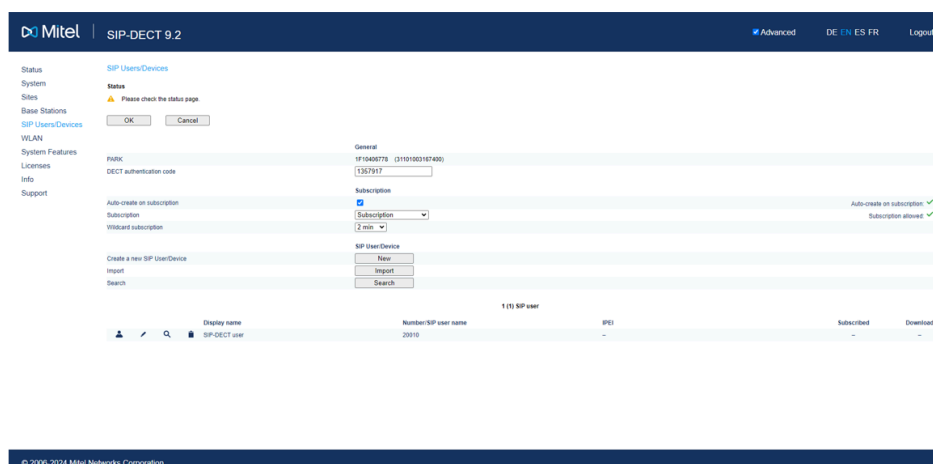 Mitel | SIP-DECT 9.2 Advanced DE EN ES FR Logout
Status
System
Sites
Base Stations
SIP Users/Devices
WLAN
System Features
Licenses
Info
Support
SIP Users/Devices
Status
Please check the status page.
OK Cancel
General
PARK 1F10406778 (31101003167400)
DECT authentication code 1357917
Subscription
Auto-create on subscription Auto-create on subscription:
Subscription Subscription Subscription allowed:
Wildcard subscription 2 min
SIP User/Device
Create a new SIP User/Device New
Import Import
Search Search
1 (1) SIP user
Display name Number/SIP user name IPEI Subscribed Download
SIP-DECT user 20010 – – –
© 2006-2024 Mitel Networks Corporation